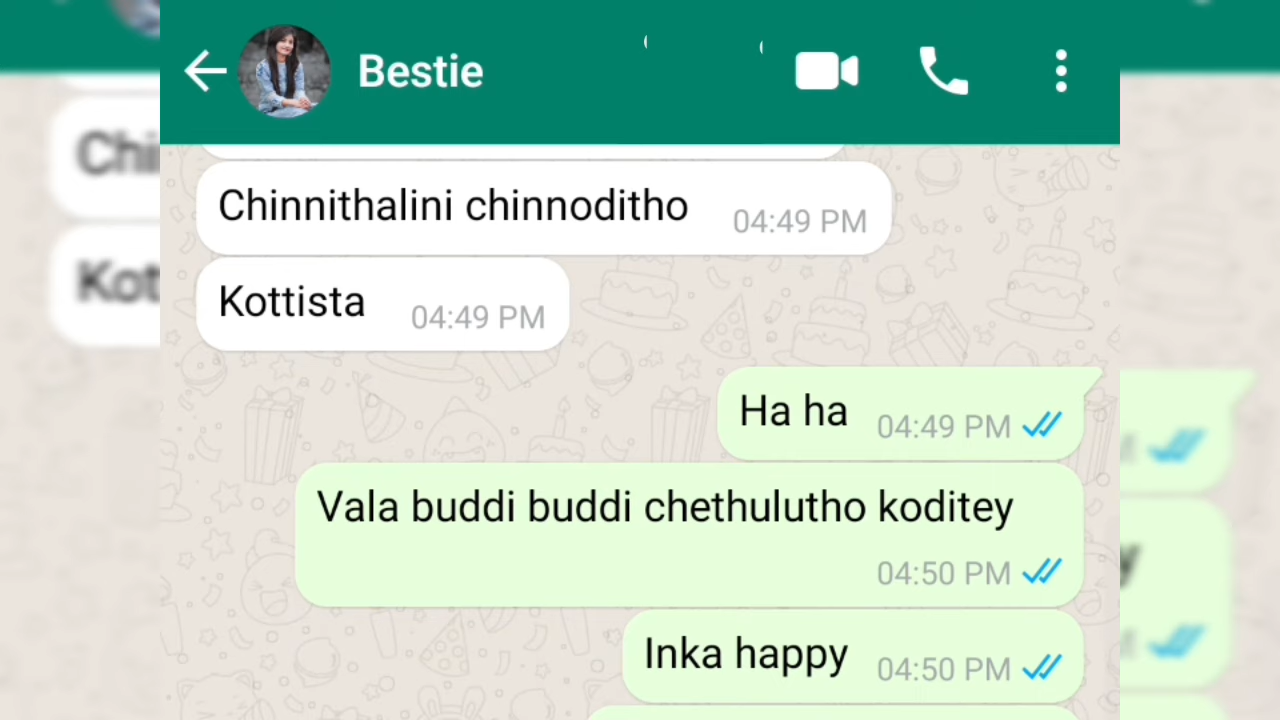 Bestie
Chinnithalini chinnoditho 04:49 PM
Kottista 04:49 PM
Ha ha 04:49 PM
Vala buddi buddi chethulutho koditey
04:50 PM
Inka happy 04:50 PM